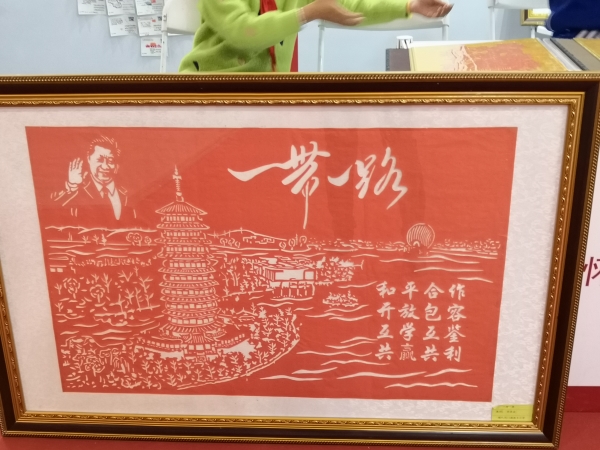 一带一路
和平合作
开放包容
互学互鉴
共赢共利